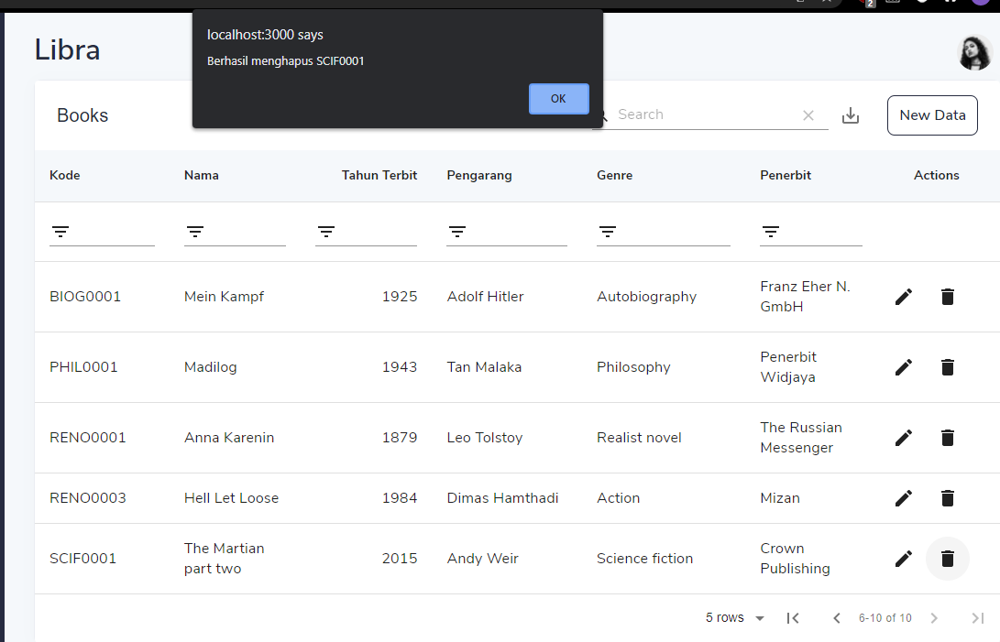 2
localhost:3000 says
Berhasil menghapus SCIF0001
OK
Libra
Books
Search
New Data
Kode Nama Tahun Terbit Pengarang Genre Penerbit Actions
BIOG0001 Mein Kampf 1925 Adolf Hitler Autobiography Franz Eher N.
GmbH
PHIL0001 Madilog 1943 Tan Malaka Philosophy Penerbit
Widjaya
RENO0001 Anna Karenin 1879 Leo Tolstoy Realist novel The Russian
Messenger
RENO0003 Hell Let Loose 1984 Dimas Hamthadi Action Mizan
SCIF0001 The Martian
part two 2015 Andy Weir Science fiction Crown
Publishing
5 rows 6-10 of 10